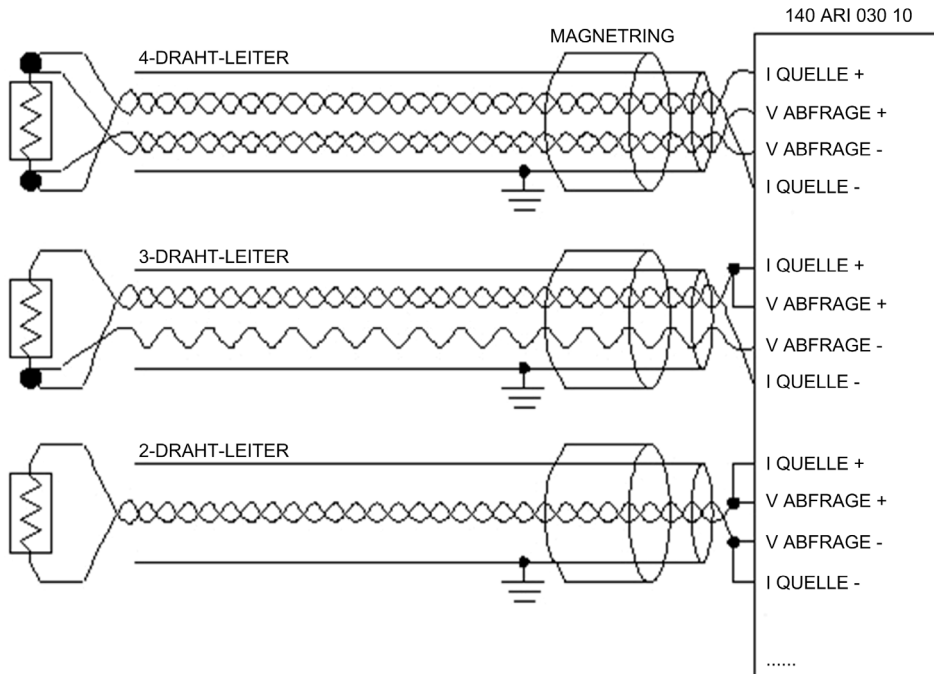 140 ARI 030 10
MAGNETRING
4-DRAHT-LEITER
I QUELLE +
V ABFRAGE +
V ABFRAGE -
I QUELLE -
3-DRAHT-LEITER
I QUELLE +
V ABFRAGE +
V ABFRAGE -
I QUELLE -
2-DRAHT-LEITER
I QUELLE +
V ABFRAGE +
V ABFRAGE -
I QUELLE -
......